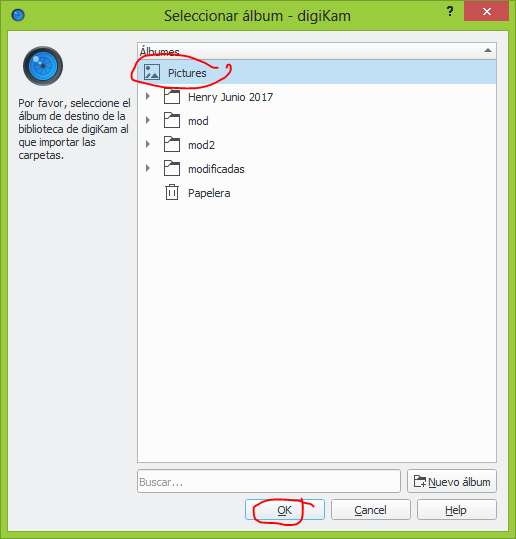 Seleccionar álbum - digiKam
?
Álbumes
Pictures
Por favor, seleccione el
álbum de destino de la
biblioteca de digiKam al
que importar las
carpetas.
Henry Junio 2017
mod
mod2
modificadas
Papelera
Buscar...
Nuevo álbum
OK
Cancel
Help